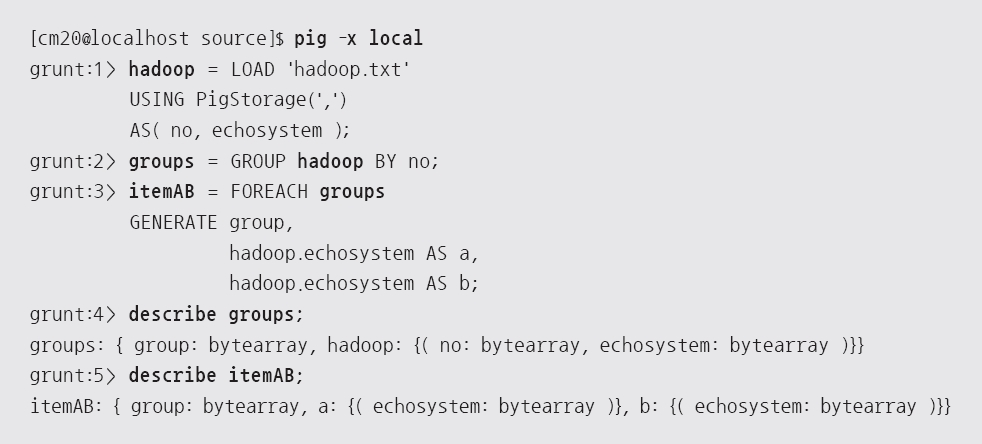 [cm20@localhost source]$ pig -x local
grunt:1> hadoop = LOAD 'hadoop.txt'
USING PigStorage(',')
AS( no, echosystem );
grunt:2> groups = GROUP hadoop BY no;
grunt:3> itemAB = FOREACH groups
GENERATE group,
hadoop.echosystem AS a,
hadoop.echosystem AS b;
grunt:4> describe groups;
groups: { group: bytearray, hadoop: {( no: bytearray, echosystem: bytearray )}}
grunt:5> describe itemAB;
itemAB: { group: bytearray, a: {( echosystem: bytearray )}, b: {( echosystem: bytearray )}}